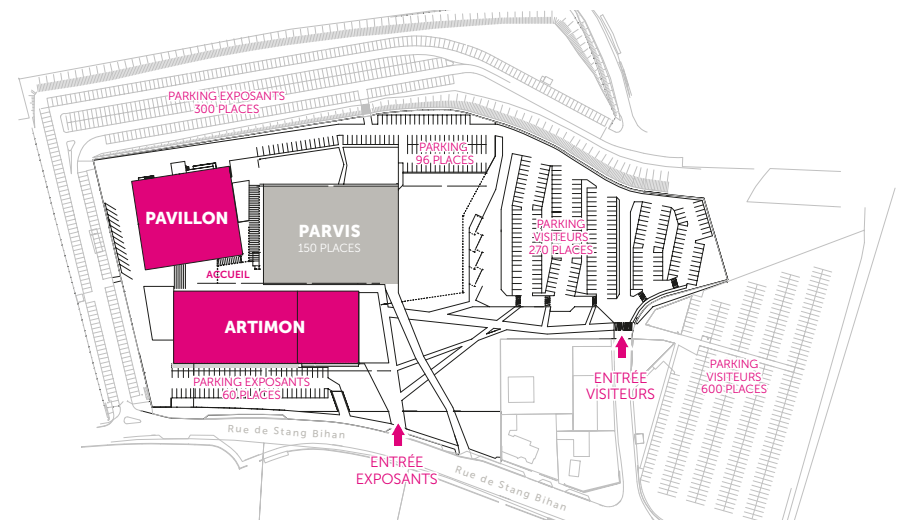 PARKING EXPOSANTS
300 PLACES
PARKING
96 PLACES
PAVILLON
PARVIS
150 PLACES
PARKING
VISITEURS
270 PLACES
ACCUEIL
ARTIMON
PARKING EXPOSANTS
60 PLACES
ENTRÉE
VISITEURS
PARKING
VISITEURS
600 PLACES
Rue de Stang Bihan
ENTRÉE
EXPOSANTS
Rue de Stang Bihan